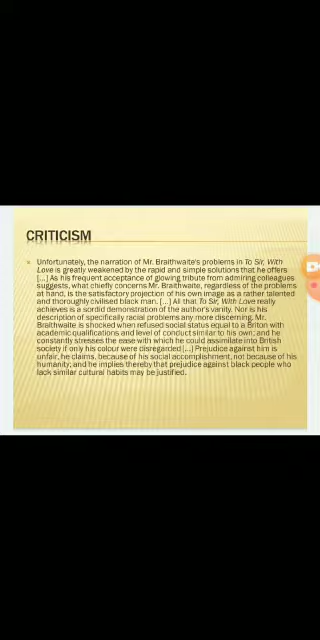 CRITICISM
Unfortunately, the narration of Mr. Braithwaite's problems in To Sir, With
Love is greatly weakened by the rapid and simple solutions that he offers
[...] As his frequent acceptance of glowing tribute from admiring colleagues
suggests, what chiefly concerns Mr. Braithwaite, regardless of the problems
at hand, is the satisfactory projection of his own image as a rather talented
and thoroughly civilised black man. [...] All that To Sir, With Love really
achieves is a sordid demonstration of the author's vanity. Nor is his
description of specifically racial problems any more discerning. Mr.
Braithwaite is shocked when refused social status equal to a Briton with
academic qualifications and level of conduct similar to his own; and he
constantly stresses the ease with which he could assimilate into British
society if only his colour were disregarded [...] Prejudice against him is
unfair, he claims, because of his social accomplishment, not because of his
humanity; and he implies thereby that prejudice against black people who
lack similar cultural habits may be justified.